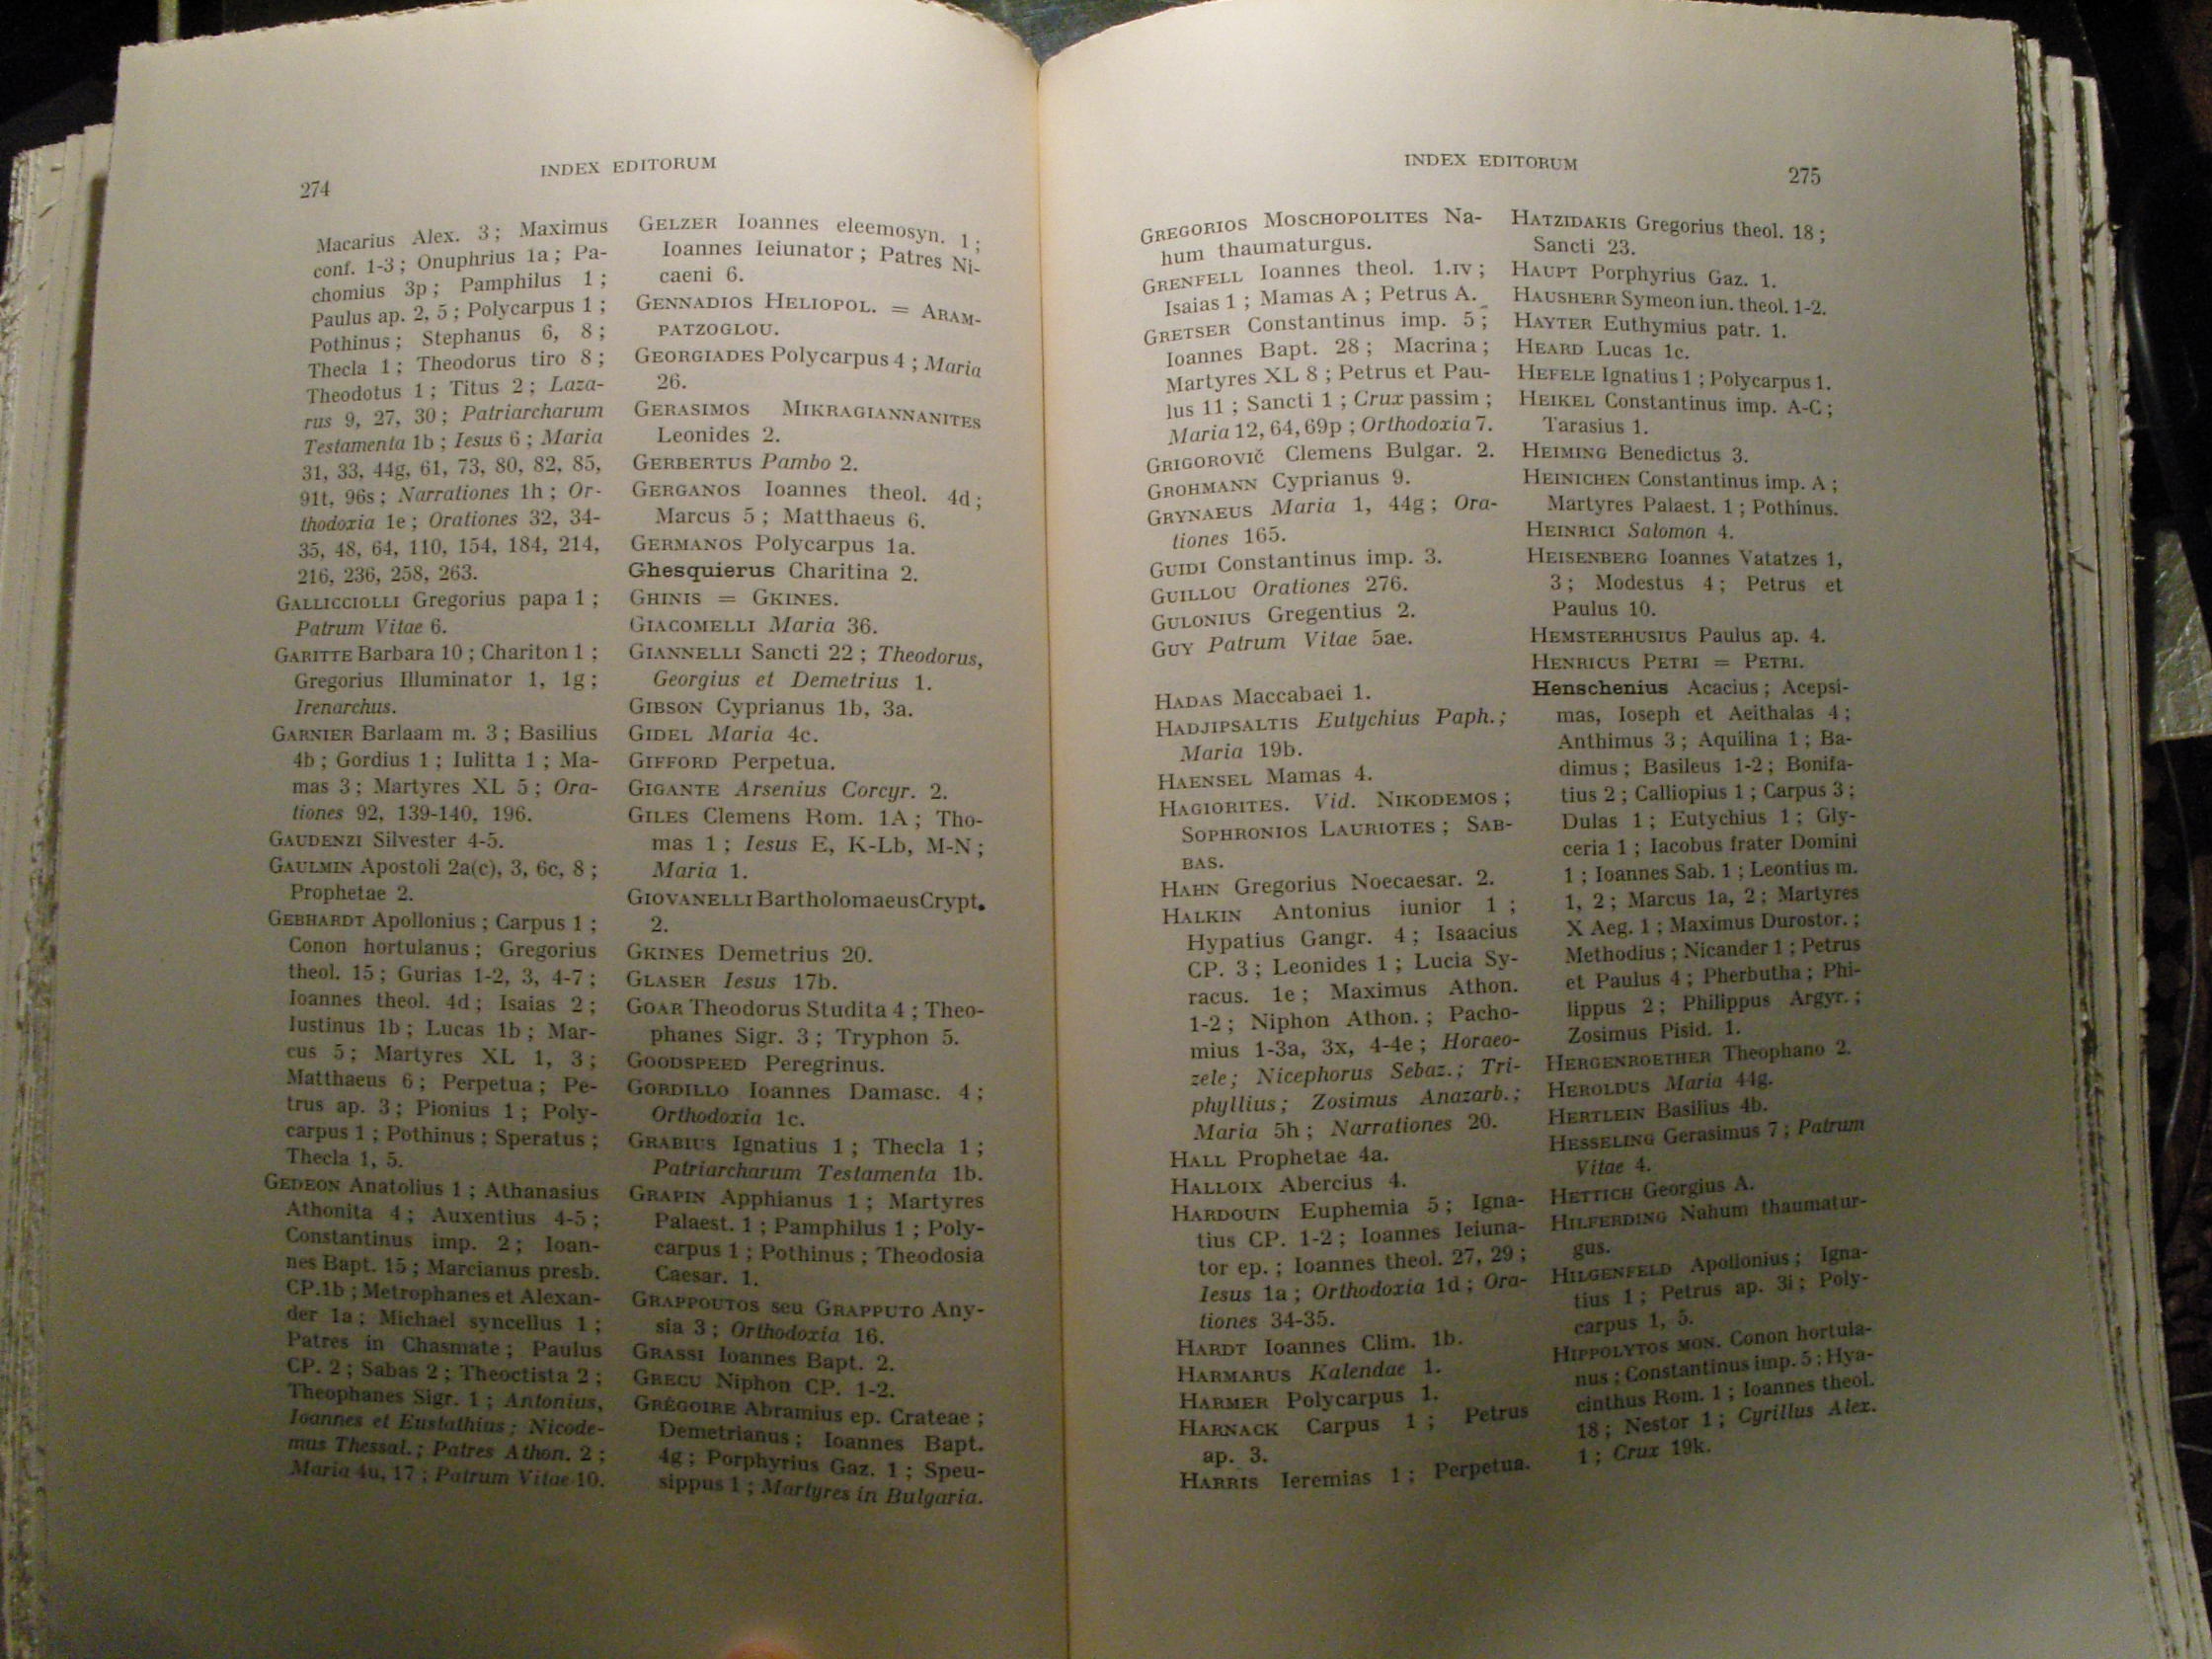 274
INDEX EDITORUM
Macarius Alex. 3 ; Maximus
conf. 1-3 ; Onuphrius 1a ; Pa-
chomius 3p ; Pamphilus 1 ;
Paulus ap. 2, 5 ; Polycarpus 1 ;
Pothinus ; Stephanus 6, 8 ;
Thecla 1 ; Theodorus tiro 8 ;
Theodotus 1 ; Titus 2 ; Laza-
rus 9, 27, 30 ; Patriarcharum
Testamenta 1b ; Iesus 6 ; Maria
31, 33, 44g, 61, 73, 80, 82, 85,
91t, 96s ; Narrationes 1h ; Or-
thodoxia 1e ; Orationes 32, 34-
35, 48, 64, 110, 154, 184, 214,
216, 236, 258, 263.
GALLICCIOLLI Gregorius papa 1 ;
Patrum Vitae 6.
GARITTE Barbara 10 ; Chariton 1 ;
Gregorius Illuminator 1, 1g ;
Irenarchus.
GARNIER Barlaam m. 3 ; Basilius
4b ; Gordius 1 ; Iulitta 1 ; Ma-
mas 3 ; Martyres XL 5 ; Ora-
tiones 92, 139-140, 196.
GAUDENZI Silvester 4-5.
GAULMIN Apostoli 2a(c), 3, 6c, 8 ;
Prophetae 2.
GEBHARDT Apollonius ; Carpus 1 ;
Conon hortulanus ; Gregorius
theol. 15 ; Gurias 1-2, 3, 4-7 ;
Ioannes theol. 4d ; Isaias 2 ;
Iustinus 1b ; Lucas 1b ; Mar-
cus 5 ; Martyres XL 1, 3 ;
Matthaeus 6 ; Perpetua ; Pe-
trus ap. 3 ; Pionius 1 ; Poly-
carpus 1 ; Pothinus ; Speratus ;
Thecla 1, 5.
GEDEON Anatolius 1 ; Athanasius
Athonita 4 ; Auxentius 4-5 ;
Constantinus imp. 2 ; Ioan-
nes Bapt. 15 ; Marcianus presb.
CP.1b ; Metrophanes et Alexan-
der 1a ; Michael syncellus 1 ;
Patres in Chasmate ; Paulus
CP. 2 ; Sabas 2 ; Theoctista 2 ;
Theophanes Sigr. 1 ; Antonius,
Ioannes et Eustathius ; Nicode-
mus Thessal. ; Patres Athon. 2 ;
Maria 4u, 17 ; Patrum Vitae 10.
GELZER Ioannes eleemosyn. 1 ;
Ioannes Ieiunator ; Patres Ni-
caeni 6.
GENNADIOS HELIOPOL. = ARAM-
PATZOGLOU.
GEORGIADES Polycarpus 4 ; Maria
26.
GERASIMOS MIKRAGIANNANITES
Leonides 2.
GERBERTUS Pambo 2.
GERGANOS Ioannes theol. 4d ;
Marcus 5 ; Matthaeus 6.
GERMANOS Polycarpus 1a.
Ghesquierus Charitina 2.
GHINIS = GKINES.
GIACOMELLI Maria 36.
GIANNELLI Sancti 22 ; Theodorus,
Georgius et Demetrius 1.
GIBSON Cyprianus 1b, 3a.
GIDEL Maria 4c.
GIFFORD Perpetua.
GIGANTE Arsenius Corcyr. 2.
GILES Clemens Rom. 1A ; Tho-
mas 1 ; Iesus E, K-Lb, M-N ;
Maria 1.
GIOVANELLI Bartholomaeus Crypt.
2.
GKINES Demetrius 20.
GLASER Iesus 17b.
GOAR Theodorus Studita 4 ; Theo-
phanes Sigr. 3 ; Tryphon 5.
GOODSPEED Peregrinus.
GORDILLO Ioannes Damasc. 4 ;
Orthodoxia 1c.
GRABIUS Ignatius 1 ; Thecla 1 ;
Patriarcharum Testamenta 1b.
GRAPIN Apphianus 1 ; Martyres
Palaest. 1 ; Pamphilus 1 ; Poly-
carpus 1 ; Pothinus ; Theodosia
Caesar. 1.
GRAPPOUTOS seu GRAPPUTO Any-
sia 3 ; Orthodoxia 16.
GRASSI Ioannes Bapt. 2.
GRECU Niphon CP. 1-2.
GRÉGOIRE Abramius ep. Crateae ;
Demetrianus ; Ioannes Bapt.
4g ; Porphyrius Gaz. 1 ; Speu-
sippus 1 ; Martyres in Bulgaria.
INDEX EDITORUM
275
GREGORIOS MOSCHOPOLITES Na-
hum thaumaturgus.
GRENFELL Ioannes theol. 1.IV ;
Isaias 1 ; Mamas A ; Petrus A.
GRETSER Constantinus imp. 5 ;
Ioannes Bapt. 28 ; Macrina ;
Martyres XL 8 ; Petrus et Pau-
lus 11 ; Sancti 1 ; Crux passim ;
Maria 12, 64, 69p ; Orthodoxia 7.
GRIGOROVIČ Clemens Bulgar. 2.
GROHMANN Cyprianus 9.
GRYNAEUS Maria 1, 44g ; Ora-
tiones 165.
GUIDI Constantinus imp. 3.
GUILLOU Orationes 276.
GULONIUS Gregentius 2.
GUY Patrum Vitae 5ae.
HADAS Maccabaei 1.
HADJIPSALTIS Eutychius Paph. ;
Maria 19b.
HAENSEL Mamas 4.
HAGIORITES. Vid. NIKODEMOS ;
SOPHRONIOS LAURIOTES ; SAB-
BAS.
HAHN Gregorius Noecaesar. 2.
HALKIN Antonius iunior 1 ;
Hypatius Gangr. 4 ; Isaacius
CP. 3 ; Leonides 1 ; Lucia Sy-
racus. 1e ; Maximus Athon.
1-2 ; Niphon Athon. ; Pacho-
mius 1-3a, 3x, 4-4e ; Horaeo-
zele ; Nicephorus Sebaz. ; Tri-
phyllius ; Zosimus Anazarb. ;
Maria 5h ; Narrationes 20.
HALL Prophetae 4a.
HALLOIX Abercius 4.
HARDOUIN Euphemia 5 ; Igna-
tius CP. 1-2 ; Ioannes Ieiuna-
tor ep. ; Ioannes theol. 27, 29 ;
Iesus 1a ; Orthodoxia 1d ; Ora-
tiones 34-35.
HARDT Ioannes Clim. 1b.
HARMARUS Kalendae 1.
HARMER Polycarpus 1.
HARNACK Carpus 1 ; Petrus
ap. 3.
HARRIS Ieremias 1 ; Perpetua.
HATZIDAKIS Gregorius theol. 18 ;
Sancti 23.
HAUPT Porphyrius Gaz. 1.
HAUSHERR Symeon iun. theol. 1-2.
HAYTER Euthymius patr. 1.
HEARD Lucas 1c.
HEFELE Ignatius 1 ; Polycarpus 1.
HEIKEL Constantinus imp. A-C ;
Tarasius 1.
HEIMING Benedictus 3.
HEINICHEN Constantinus imp. A ;
Martyres Palaest. 1 ; Pothinus.
HEINRICI Salomon 4.
HEISENBERG Ioannes Vatatzes 1,
3 ; Modestus 4 ; Petrus et
Paulus 10.
HEMSTERHUSIUS Paulus ap. 4.
HENRICUS PETRI = PETRI.
Henschenius Acacius ; Acepsi-
mas, Ioseph et Aeithalas 4 ;
Anthimus 3 ; Aquilina 1 ; Ba-
dimus ; Basileus 1-2 ; Bonifa-
tius 2 ; Calliopius 1 ; Carpus 3 ;
Dulas 1 ; Eutychius 1 ; Gly-
ceria 1 ; Iacobus frater Domini
1 ; Ioannes Sab. 1 ; Leontius m.
1, 2 ; Marcus 1a, 2 ; Martyres
X Aeg. 1 ; Maximus Durostor. ;
Methodius ; Nicander 1 ; Petrus
et Paulus 4 ; Pherbutha ; Phi-
lippus 2 ; Philippus Argyr. ;
Zosimus Pisid. 1.
HERGENROETHER Theophano 2.
HEROLDUS Maria 44g.
HERTLEIN Basilius 4b.
HESSELING Gerasimus 7 ; Patrum
Vitae 4.
HETTICH Georgius A.
HILFERDING Nahum thaumatur-
gus.
HILGENFELD Apollonius ; Igna-
tius 1 ; Petrus ap. 3i ; Poly-
carpus 1, 5.
HIPPOLYTOS MON. Conon hortula-
nus ; Constantinus imp. 5 ; Hya-
cinthus Rom. 1 ; Ioannes theol.
18 ; Nestor 1 ; Cyrillus Alex.
1 ; Crux 19k.